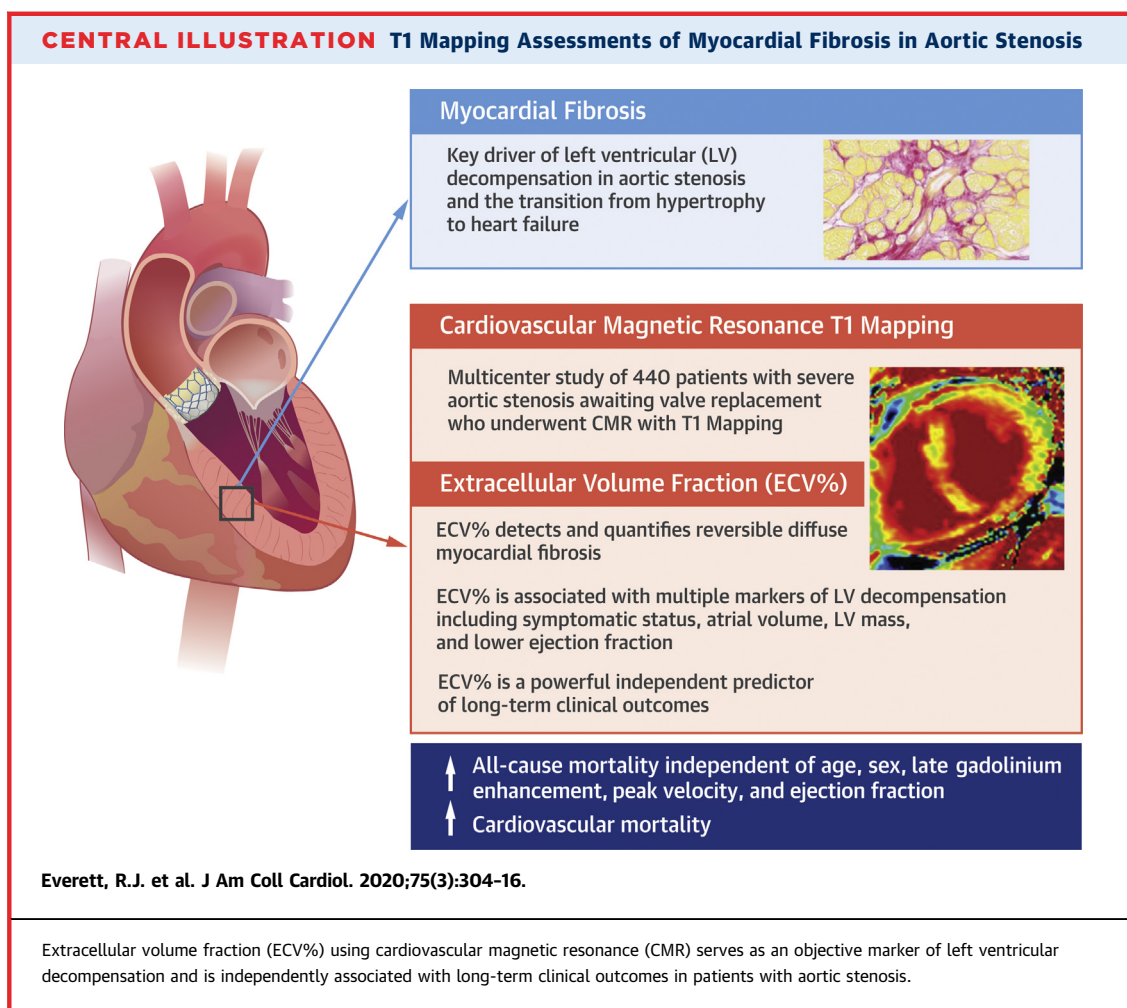 CENTRAL ILLUSTRATION T1 Mapping Assessments of Myocardial Fibrosis in Aortic Stenosis
Myocardial Fibrosis
Key driver of left ventricular (LV)
decompensation in aortic stenosis
and the transition from hypertrophy
to heart failure
Cardiovascular Magnetic Resonance T1 Mapping
Multicenter study of 440 patients with severe
aortic stenosis awaiting valve replacement
who underwent CMR with T1 Mapping
Extracellular Volume Fraction (ECV%)
ECV% detects and quantifies reversible diffuse
myocardial fibrosis
ECV% is associated with multiple markers of LV decompensation
including symptomatic status, atrial volume, LV mass,
and lower ejection fraction
ECV% is a powerful independent predictor
of long-term clinical outcomes
All-cause mortality independent of age, sex, late gadolinium
enhancement, peak velocity, and ejection fraction
Cardiovascular mortality
Everett, R.J. et al. J Am Coll Cardiol. 2020;75(3):304–16.
Extracellular volume fraction (ECV%) using cardiovascular magnetic resonance (CMR) serves as an objective marker of left ventricular
decompensation and is independently associated with long-term clinical outcomes in patients with aortic stenosis.